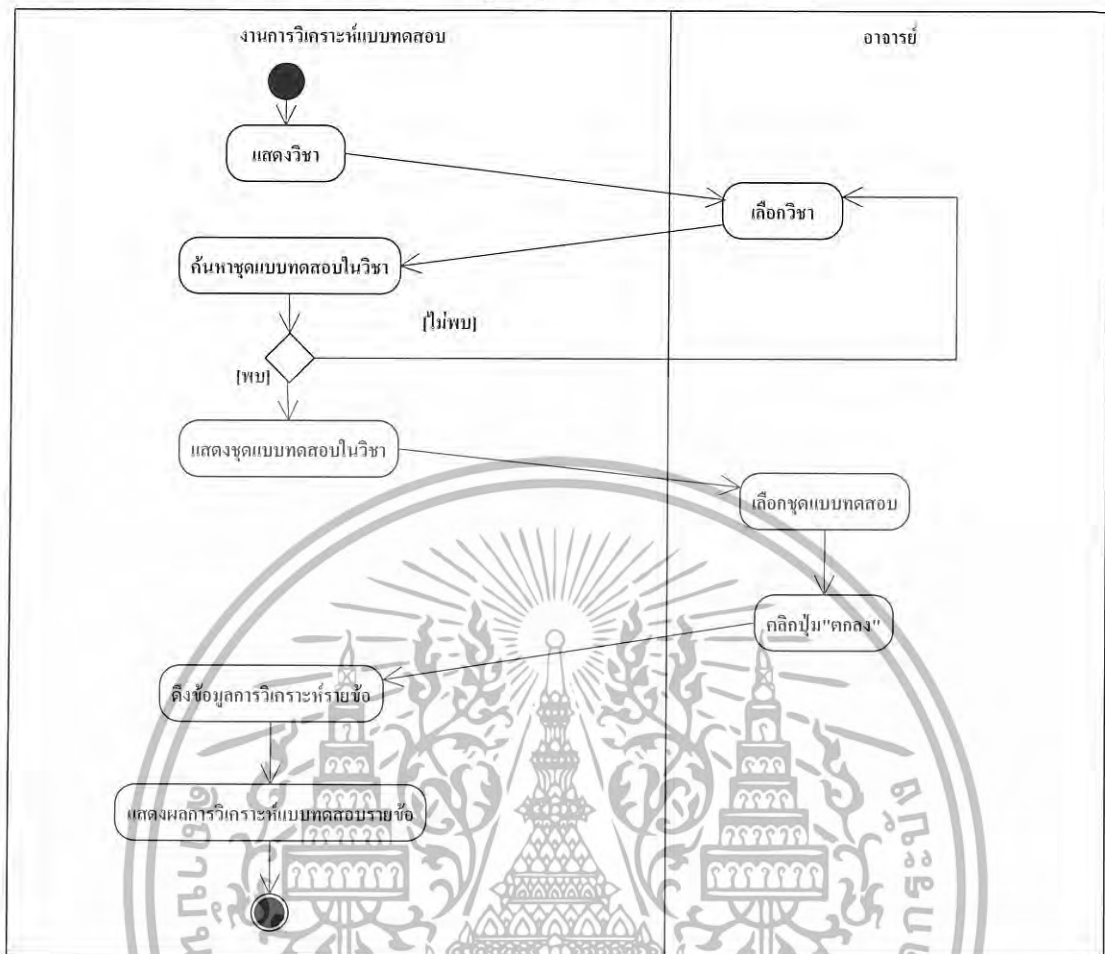 งานการวิเคราะห์แบบทดสอบ
อาจารย์
แสดงวิชา
เลือกวิชา
ค้นหาชุดแบบทดสอบในวิชา
[ไม่พบ]
[พบ]
แสดงชุดแบบทดสอบในวิชา
เลือกชุดแบบทดสอบ
คลิกปุ่ม"ตกลง"
ดึงข้อมูลการวิเคราะห์รายข้อ
แสดงผลการวิเคราะห์แบบทดสอบรายข้อ